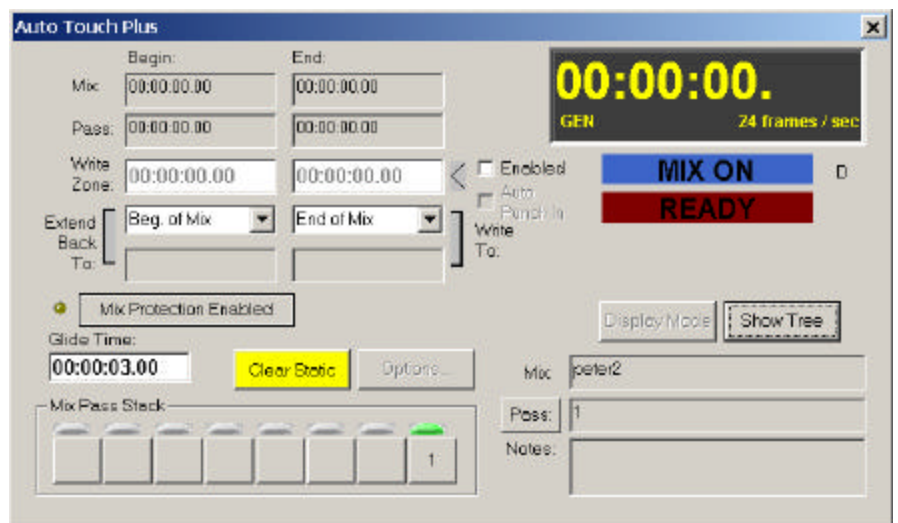 Auto Touch Plus
Begin: End:
Mix: 00:00:00.00 00:00:00.00
00:00:00.
GEN 24 frames / sec
Pass: 00:00:00.00 00:00:00.00
Write Zone: 00:00:00.00 00:00:00.00 < Enabled
MIX ON D
Auto Punch In
READY
Extend Back To: Beg. of Mix End of Mix Write To:
Mix Protection Enabled
Display Mode Show Tree
Glide Time:
00:00:03.00 Clear Static Options...
Mix: peter2
Mix Pass Stack
Pass: 1
1
Notes: